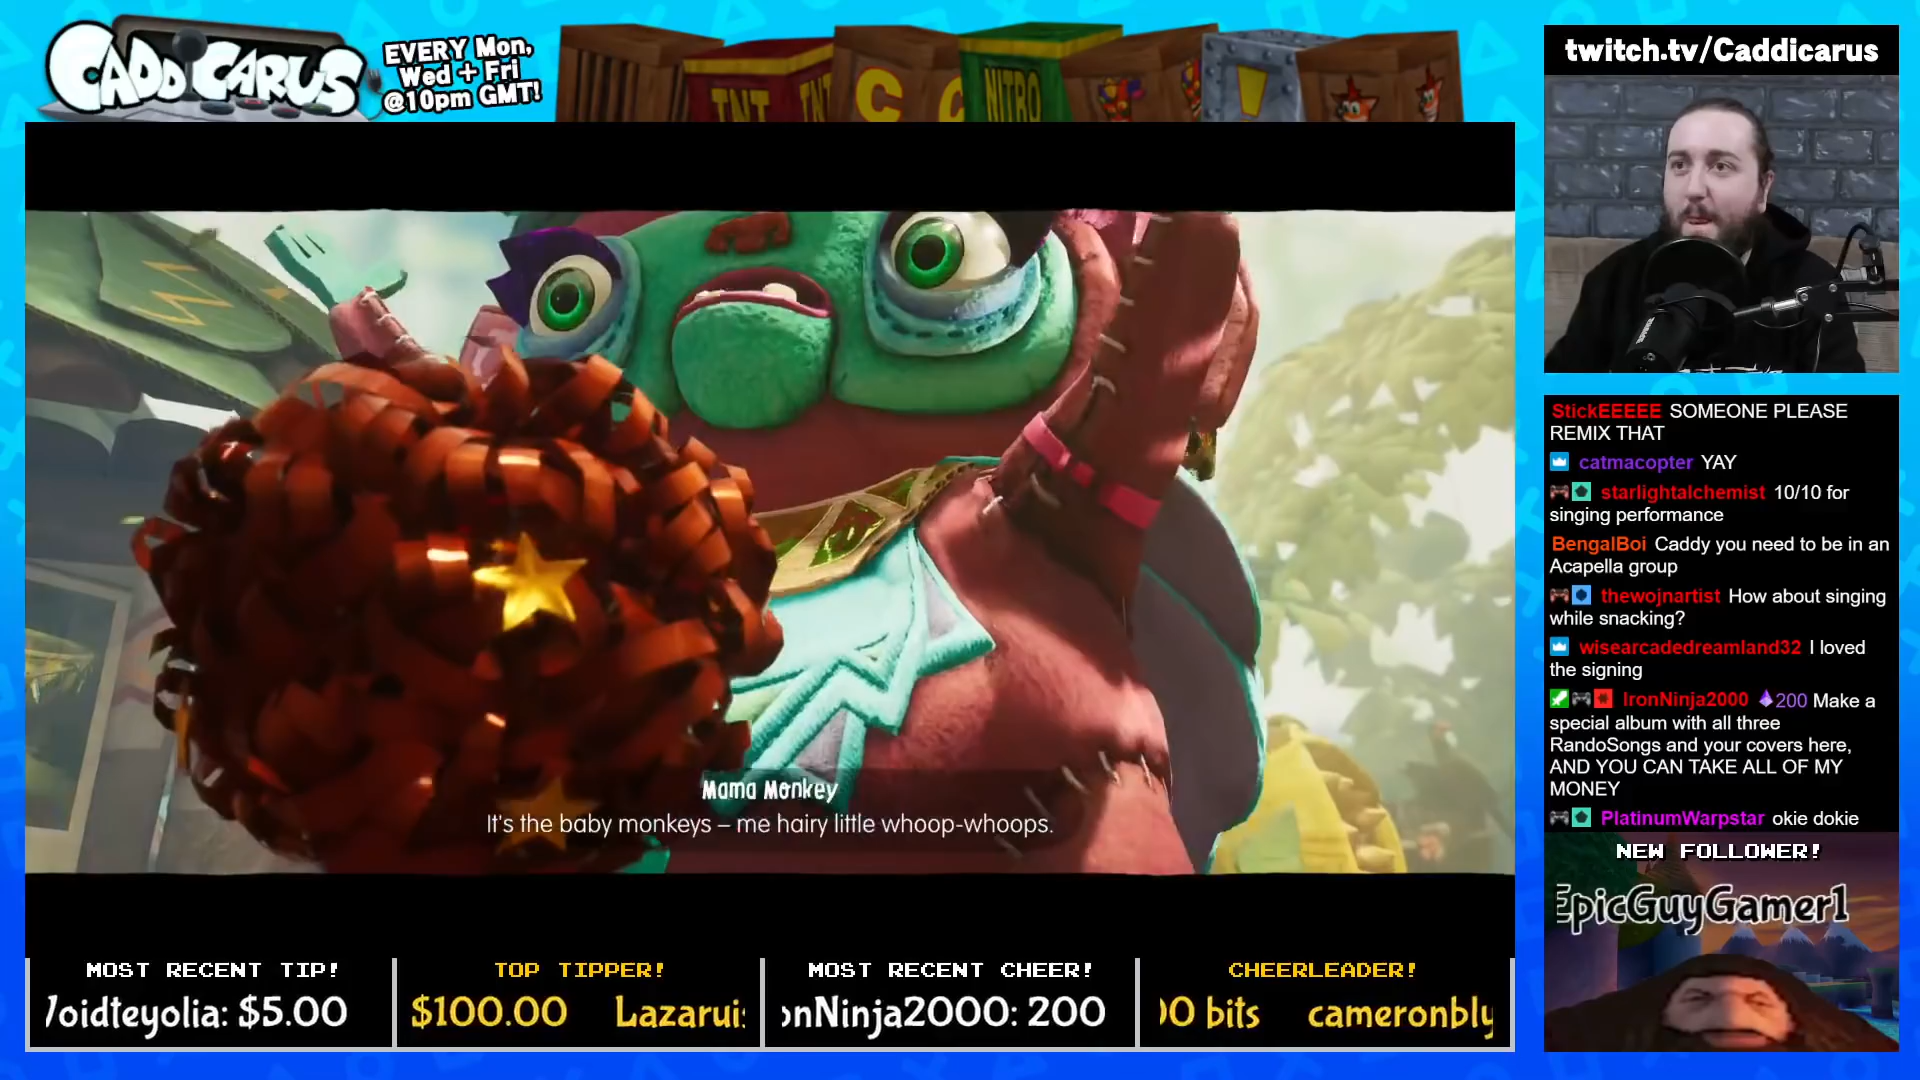 CADDICARUS
EVERY Mon,
Wed + Fri
@10pm GMT!
TNT
TNT
C
C
NITRO
!
twitch.tv/Caddicarus
StickEEEEE SOMEONE PLEASE
REMIX THAT
catmacopter YAY
starlightalchemist 10/10 for
singing performance
BengalBoi Caddy you need to be in an
Acapella group
thewojnartist How about singing
while snacking?
wisearcadedreamland32 I loved
the signing
IronNinja2000 200 Make a
special album with all three
RandoSongs and your covers here,
AND YOU CAN TAKE ALL OF MY
MONEY
PlatinumWarpstar okie dokie
NEW FOLLOWER!
EpicGuyGamer1
Mama Monkey
It's the baby monkeys – me hairy little whoop-whoops.
MOST RECENT TIP!
Voidteyolia: $5.00
TOP TIPPER!
$100.00 Lazaruis
MOST RECENT CHEER!
onNinja2000: 200
CHEERLEADER!
00 bits cameronbly